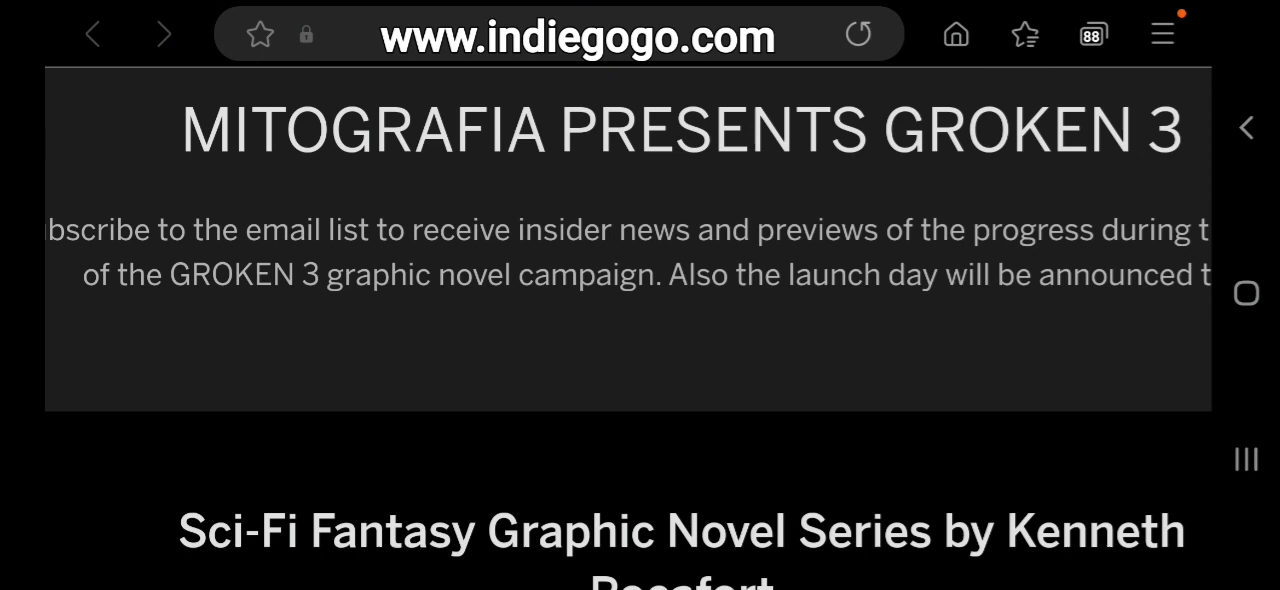 www.indiegogo.com
88
MITOGRAFIA PRESENTS GROKEN 3
bscribe to the email list to receive insider news and previews of the progress during t
of the GROKEN 3 graphic novel campaign. Also the launch day will be announced t
Sci-Fi Fantasy Graphic Novel Series by Kenneth
Rocafort